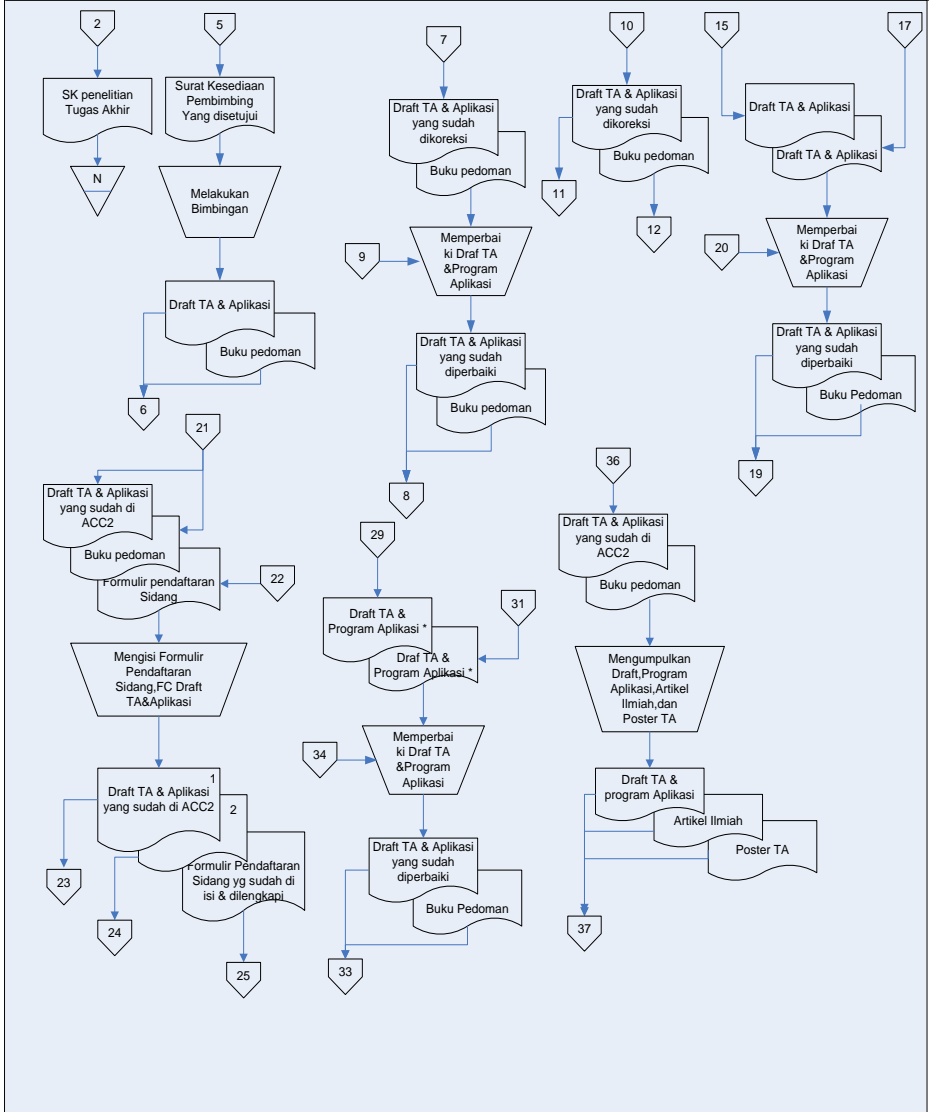 2
SK penelitian
Tugas Akhir
N
5
Surat Kesediaan
Pembimbing
Yang disetujui
Melakukan
Bimbingan
Draft TA & Aplikasi
Buku pedoman
6
7
Draft TA & Aplikasi
yang sudah
dikoreksi
Buku pedoman
9
Memperbai
ki Draf TA
&Program
Aplikasi
Draft TA & Aplikasi
yang sudah
diperbaiki
Buku pedoman
8
10
Draft TA & Aplikasi
yang sudah
dikoreksi
11
12
15
17
Draft TA & Aplikasi
Draft TA & Aplikasi
20
Memperbai
ki Draf TA
&Program
Aplikasi
Draft TA & Aplikasi
yang sudah
diperbaiki
Buku Pedoman
19
21
Draft TA & Aplikasi
yang sudah di
ACC2
Buku pedoman
Formulir pendaftaran
Sidang
22
Mengisi Formulir
Pendaftaran
Sidang,FC Draft
TA&Aplikasi
1
Draft TA & Aplikasi
yang sudah di ACC2
2
Formulir Pendaftaran
Sidang yg sudah di
isi & dilengkapi
23
24
25
29
Draft TA &
Program Aplikasi *
31
Draf TA &
Program Aplikasi *
34
Memperbai
ki Draf TA
&Program
Aplikasi
Draft TA & Aplikasi
yang sudah
diperbaiki
Buku Pedoman
33
36
Draft TA & Aplikasi
yang sudah di
ACC2
Buku pedoman
Mengumpulkan
Draft,Program
Aplikasi,Artikel
Ilmiah,dan
Poster TA
Draft TA &
program Aplikasi
Artikel Ilmiah
Poster TA
37